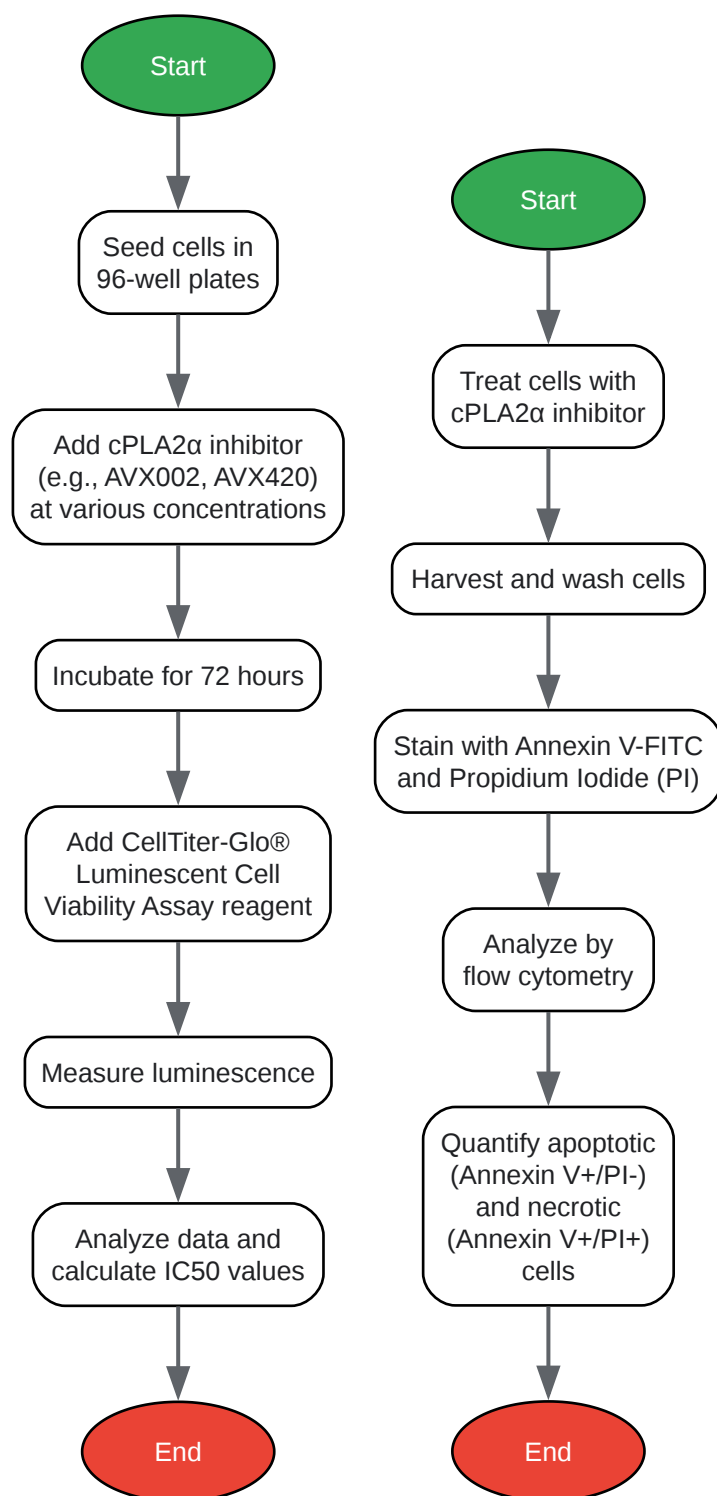 Start
Seed cells in
96-well plates
Add cPLA2α inhibitor
(e.g., AVX002, AVX420)
at various concentrations
Incubate for 72 hours
Add CellTiter-Glo®
Luminescent Cell
Viability Assay reagent
Measure luminescence
Analyze data and
calculate IC50 values
End
Start
Treat cells with
cPLA2α inhibitor
Harvest and wash cells
Stain with Annexin V-FITC
and Propidium Iodide (PI)
Analyze by
flow cytometry
Quantify apoptotic
(Annexin V+/PI-)
and necrotic
(Annexin V+/PI+)
cells
End